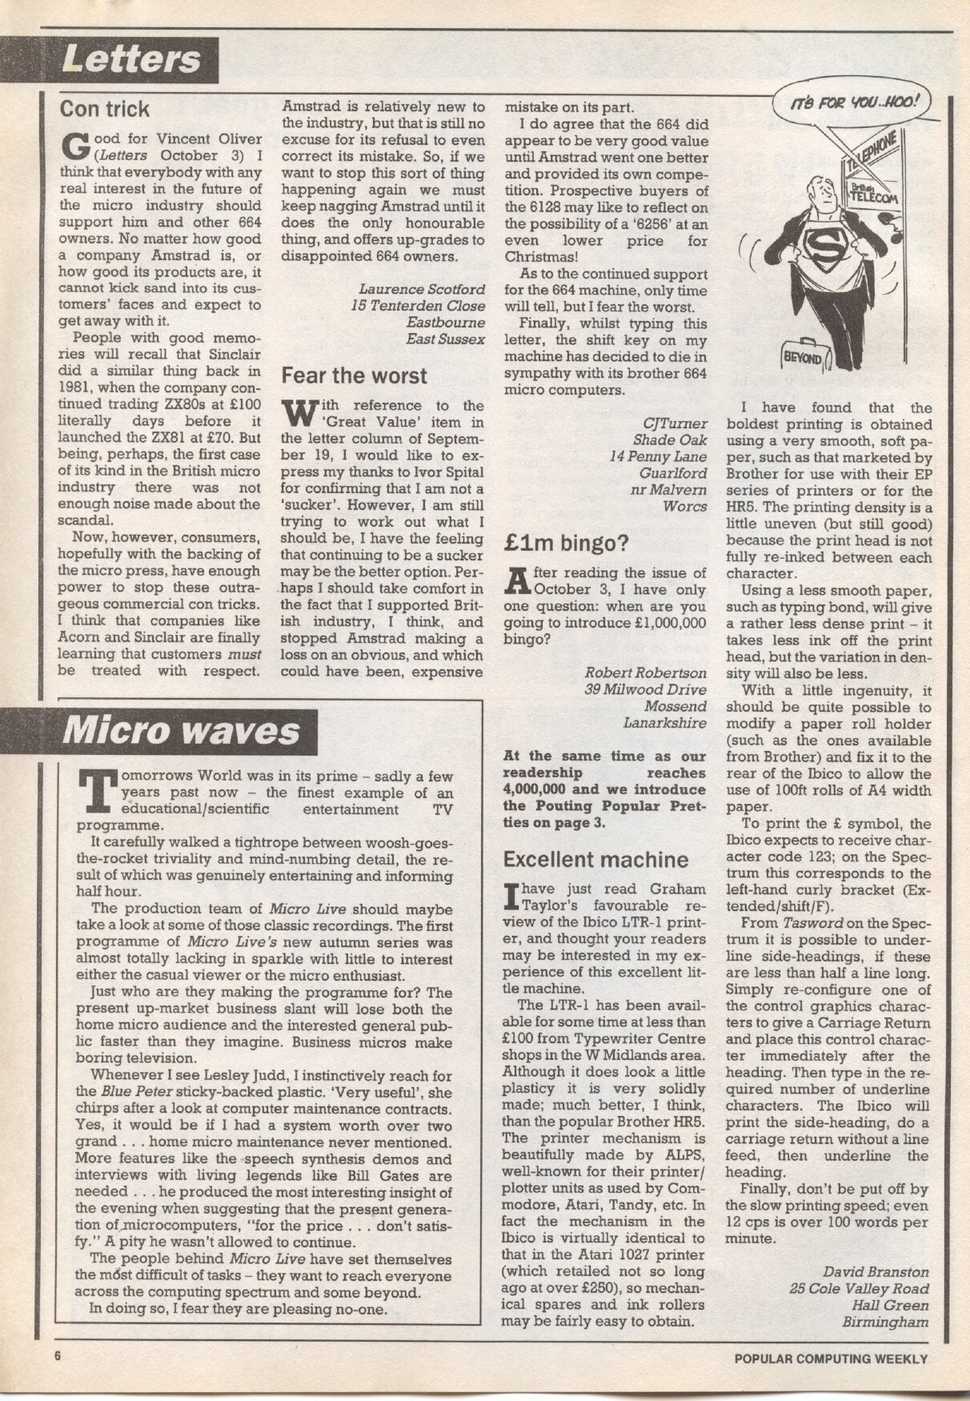 Letters
Con trick
Good for Vincent Oliver
(Letters October 3) I
think that everybody with any
real interest in the future of
the micro industry should
support him and other 664
owners. No matter how good
a company Amstrad is, or
how good its products are, it
cannot kick sand into its cus-
tomers' faces and expect to
get away with it.
People with good memo-
ries will recall that Sinclair
did a similar thing back in
1981, when the company con-
tinued trading ZX80s at £100
literally days before it
launched the ZX81 at £70. But
being, perhaps, the first case
of its kind in the British micro
industry there was not
enough noise made about the
scandal.
Now, however, consumers,
hopefully with the backing of
the micro press, have enough
power to stop these outra-
geous commercial con tricks.
I think that companies like
Acorn and Sinclair are finally
learning that customers must
be treated with respect.
Amstrad is relatively new to
the industry, but that is still no
excuse for its refusal to even
correct its mistake. So, if we
want to stop this sort of thing
happening again we must
keep nagging Amstrad until it
does the only honourable
thing, and offers up-grades to
disappointed 664 owners.
Laurence Scotford
15 Tenterden Close
Eastbourne
East Sussex
Fear the worst
With reference to the
'Great Value' item in
the letter column of Septem-
ber 19, I would like to ex-
press my thanks to Ivor Spital
for confirming that I am not a
'sucker'. However, I am still
trying to work out what I
should be, I have the feeling
that continuing to be a sucker
may be the better option. Per-
haps I should take comfort in
the fact that I supported Brit-
ish industry, I think, and
stopped Amstrad making a
loss on an obvious, and which
could have been, expensive
mistake on its part.
I do agree that the 664 did
appear to be very good value
until Amstrad went one better
and provided its own compe-
tition. Prospective buyers of
the 6128 may like to reflect on
the possibility of a '6256' at an
even lower price for
Christmas!
As to the continued support
for the 664 machine, only time
will tell, but I fear the worst.
Finally, whilst typing this
letter, the shift key on my
machine has decided to die in
sympathy with its brother 664
micro computers.
CJTurner
Shade Oak
14 Penny Lane
Guarlford
nr Malvern
Worcs
£1m bingo?
After reading the issue of
October 3, I have only
one question: when are you
going to introduce £1,000,000
bingo?
Robert Robertson
39 Milwood Drive
Mossend
Lanarkshire
At the same time as our
readership reaches
4,000,000 and we introduce
the Pouting Popular Pret-
ties on page 3.
Excellent machine
I have just read Graham
Taylor's favourable re-
view of the Ibico LTR-1 print-
er, and thought your readers
may be interested in my ex-
perience of this excellent lit-
tle machine.
The LTR-1 has been avail-
able for some time at less than
£100 from Typewriter Centre
shops in the W Midlands area.
Although it does look a little
plasticy it is very solidly
made; much better, I think,
than the popular Brother HR5.
The printer mechanism is
beautifully made by ALPS,
well-known for their printer/
plotter units as used by Com-
modore, Atari, Tandy, etc. In
fact the mechanism in the
Ibico is virtually identical to
that in the Atari 1027 printer
(which retailed not so long
ago at over £250), so mechan-
ical spares and ink rollers
may be fairly easy to obtain.
IT'S FOR YOU..HOO!
TELEPHONE
British
TELECOM
S
BEYOND
I have found that the
boldest printing is obtained
using a very smooth, soft pa-
per, such as that marketed by
Brother for use with their EP
series of printers or for the
HR5. The printing density is a
little uneven (but still good)
because the print head is not
fully re-inked between each
character.
Using a less smooth paper,
such as typing bond, will give
a rather less dense print – it
takes less ink off the print
head, but the variation in den-
sity will also be less.
With a little ingenuity, it
should be quite possible to
modify a paper roll holder
(such as the ones available
from Brother) and fix it to the
rear of the Ibico to allow the
use of 100ft rolls of A4 width
paper.
To print the £ symbol, the
Ibico expects to receive char-
acter code 123; on the Spec-
trum this corresponds to the
left-hand curly bracket (Ex-
tended/shift/F).
From Tasword on the Spec-
trum it is possible to under-
line side-headings, if these
are less than half a line long.
Simply re-configure one of
the control graphics charac-
ters to give a Carriage Return
and place this control charac-
ter immediately after the
heading. Then type in the re-
quired number of underline
characters. The Ibico will
print the side-heading, do a
carriage return without a line
feed, then underline the
heading.
Finally, don't be put off by
the slow printing speed; even
12 cps is over 100 words per
minute.
David Branston
25 Cole Valley Road
Hall Green
Birmingham
Micro waves
Tomorrows World was in its prime – sadly a few
years past now – the finest example of an
educational/scientific entertainment TV
programme.
It carefully walked a tightrope between woosh-goes-
the-rocket triviality and mind-numbing detail, the re-
sult of which was genuinely entertaining and informing
half hour.
The production team of Micro Live should maybe
take a look at some of those classic recordings. The first
programme of Micro Live's new autumn series was
almost totally lacking in sparkle with little to interest
either the casual viewer or the micro enthusiast.
Just who are they making the programme for? The
present up-market business slant will lose both the
home micro audience and the interested general pub-
lic faster than they imagine. Business micros make
boring television.
Whenever I see Lesley Judd, I instinctively reach for
the Blue Peter sticky-backed plastic. 'Very useful', she
chirps after a look at computer maintenance contracts.
Yes, it would be if I had a system worth over two
grand . . . home micro maintenance never mentioned.
More features like the speech synthesis demos and
interviews with living legends like Bill Gates are
needed . . . he produced the most interesting insight of
the evening when suggesting that the present genera-
tion of microcomputers, "for the price . . . don't satis-
fy." A pity he wasn't allowed to continue.
The people behind Micro Live have set themselves
the most difficult of tasks – they want to reach everyone
across the computing spectrum and some beyond.
In doing so, I fear they are pleasing no-one.
6
POPULAR COMPUTING WEEKLY